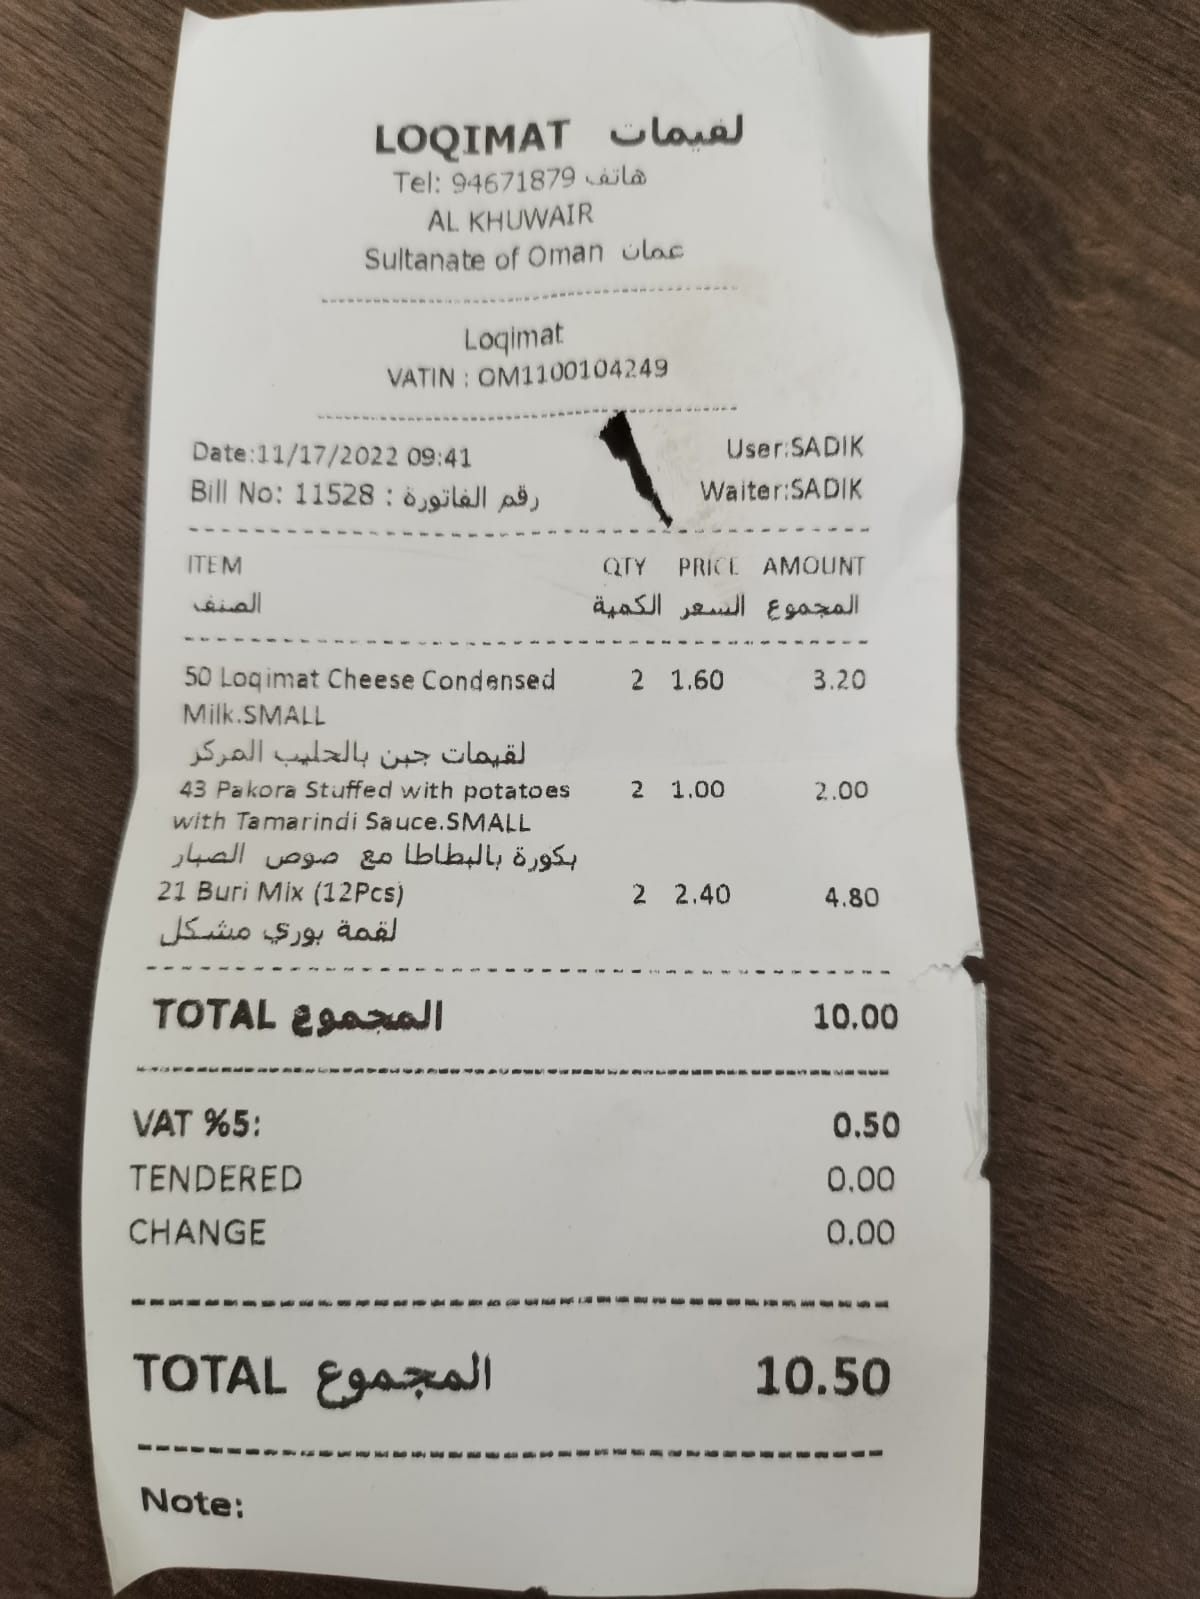 LOQIMAT لقيمات
Tel: 94671879 هاتف
AL KHUWAIR
Sultanate of Oman عمان
Loqimat
VATIN : OM1100104249
Date:11/17/2022 09:41 User:SADIK
Bill No: 11528 : رقم الفاتورة Waiter:SADIK
ITEM QTY PRICE AMOUNT
الصنف الكمية السعر المجموع
50 Loqimat Cheese Condensed 2 1.60 3.20
Milk.SMALL
لقيمات جبن بالحليب المركز
43 Pakora Stuffed with potatoes 2 1.00 2.00
with Tamarindi Sauce.SMALL
بكورة بالبطاطا مع صوص الصبار
21 Buri Mix (12Pcs) 2 2.40 4.80
لقمة بوري مشكل
TOTAL المجموع 10.00
VAT %5: 0.50
TENDERED 0.00
CHANGE 0.00
TOTAL المجموع 10.50
Note: